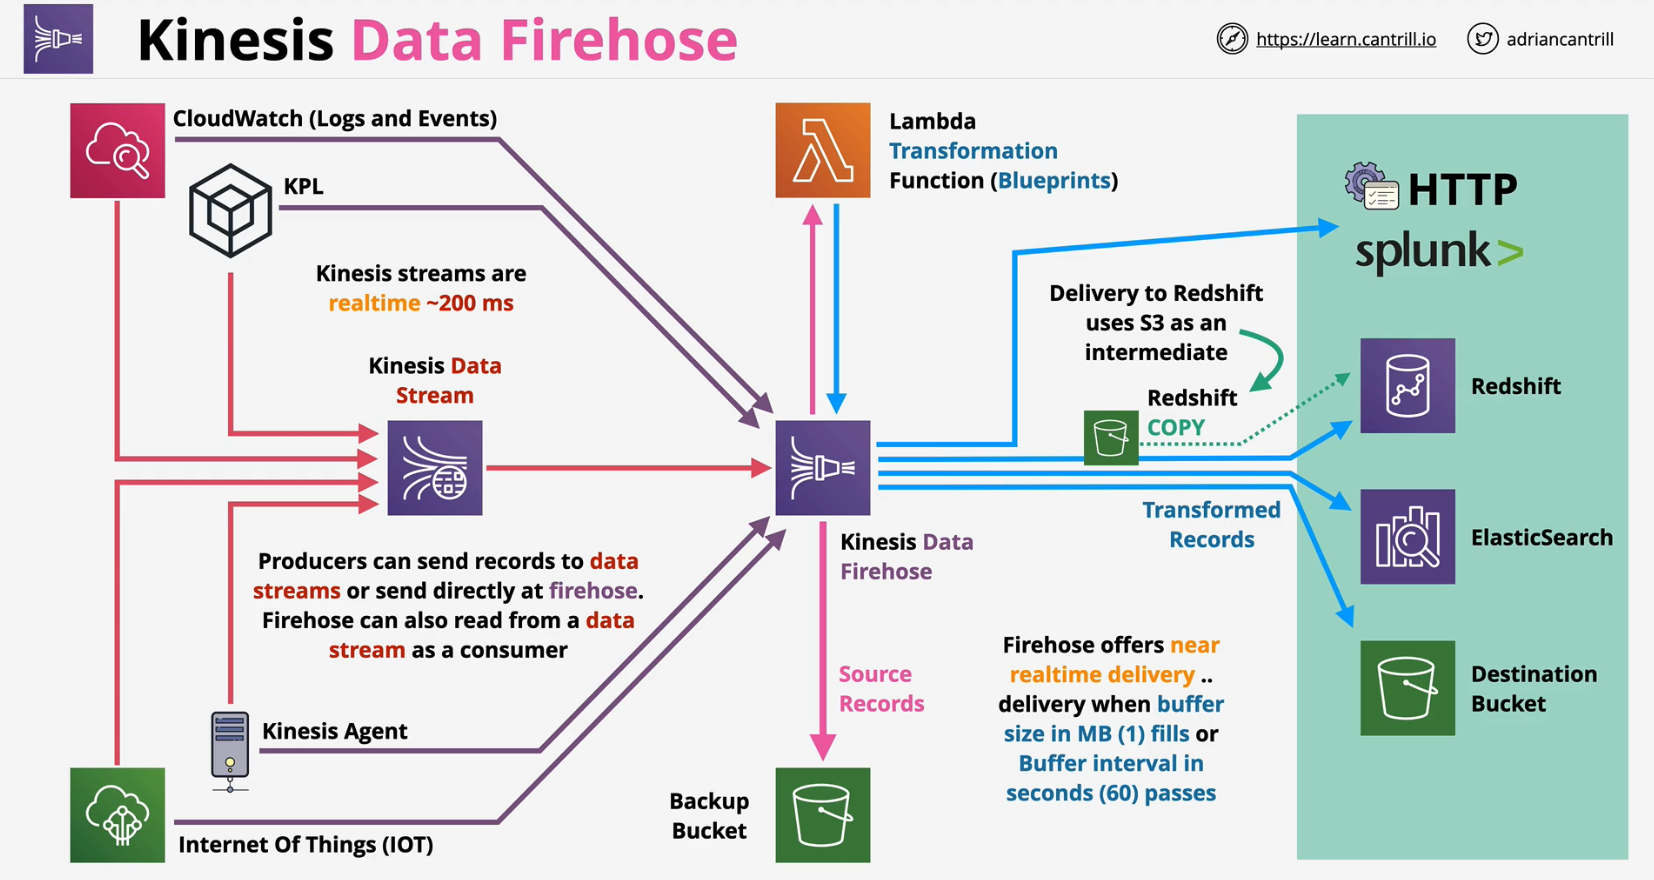 Kinesis Data Firehose
https://learn.cantrill.io
adriancantrill
CloudWatch (Logs and Events)
KPL
Kinesis streams are
realtime ~200 ms
Kinesis Data
Stream
Producers can send records to data
streams or send directly at firehose.
Firehose can also read from a data
stream as a consumer
Kinesis Agent
Internet Of Things (IOT)
Lambda
Transformation
Function (Blueprints)
Kinesis Data
Firehose
Source
Records
Backup
Bucket
Delivery to Redshift
uses S3 as an
intermediate
Redshift
COPY
Transformed
Records
Firehose offers near
realtime delivery ..
delivery when buffer
size in MB (1) fills or
Buffer interval in
seconds (60) passes
HTTP
splunk>
Redshift
ElasticSearch
Destination
Bucket